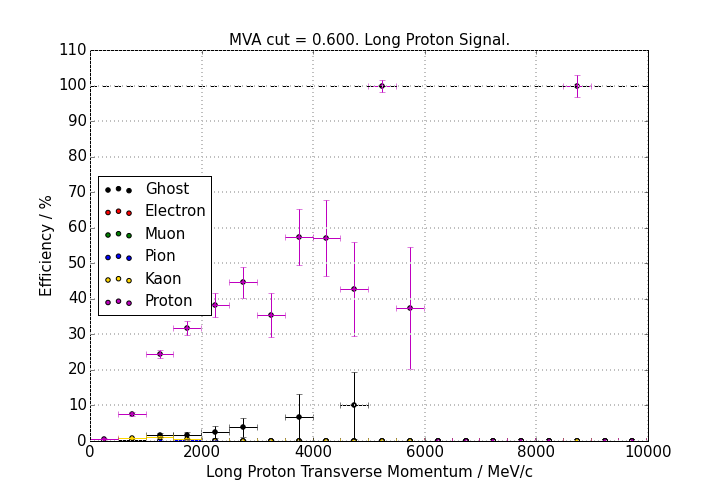 MVA cut = 0.600. Long Proton Signal.
110
100
90
80
70
60
50
40
30
20
10
0
Efficiency / %
Ghost
Electron
Muon
Pion
Kaon
Proton
0 2000 4000 6000 8000 10000
Long Proton Transverse Momentum / MeV/c